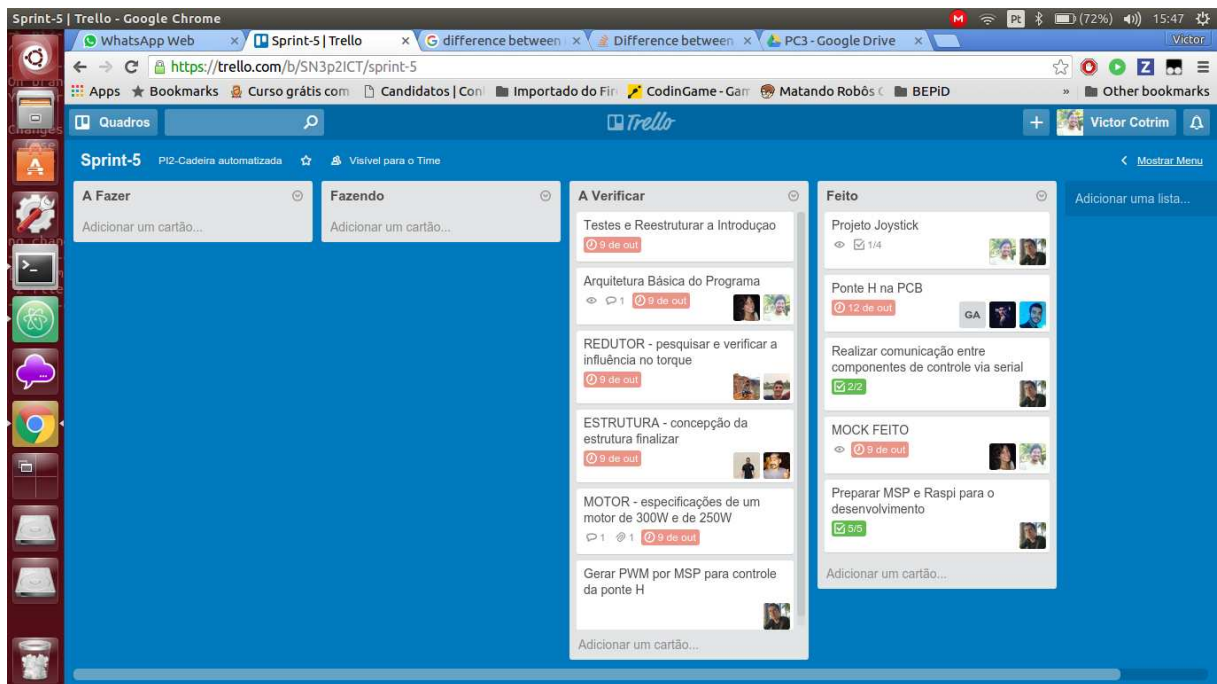 Sprint-5 | Trello - Google Chrome
M
Pt
(72%)
15:47
WhatsApp Web
Sprint-5 | Trello
difference between
Difference between
PC3 - Google Drive
Victor
https://trello.com/b/SN3p2ICT/sprint-5
Apps
Bookmarks
Curso grátis com
Candidatos | Con
Importado do Fir
CodinGame - Gam
Matando Robôs
BEPiD
»
Other bookmarks
Quadros
Trello
Victor Cotrim
Sprint-5
PI2-Cadeira automatizada
Visível para o Time
Mostrar Menu
A Fazer
Adicionar um cartão...
Fazendo
Adicionar um cartão...
A Verificar
Testes e Reestruturar a Introduçao
9 de out
Arquitetura Básica do Programa
1 9 de out
REDUTOR - pesquisar e verificar a
influência no torque
9 de out
ESTRUTURA - concepção da
estrutura finalizar
9 de out
MOTOR - especificações de um
motor de 300W e de 250W
1 1 9 de out
Gerar PWM por MSP para controle
da ponte H
Adicionar um cartão...
Feito
Projeto Joystick
1/4
Ponte H na PCB
12 de out
GA
Realizar comunicação entre
componentes de controle via serial
2/2
MOCK FEITO
9 de out
Preparar MSP e Raspi para o
desenvolvimento
5/5
Adicionar um cartão...
Adicionar uma lista...